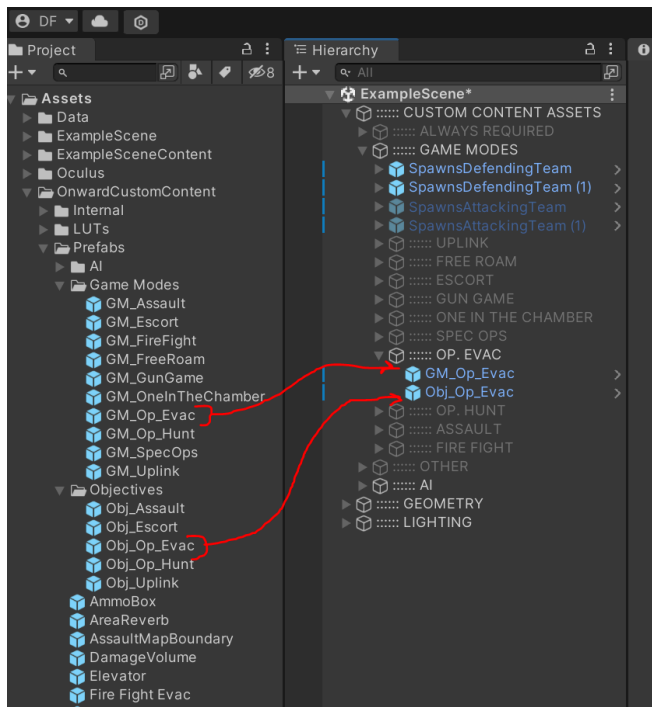 DF
Project
8
Assets
Data
ExampleScene
ExampleSceneContent
Oculus
OnwardCustomContent
Internal
LUTs
Prefabs
AI
Game Modes
GM_Assault
GM_Escort
GM_FireFight
GM_FreeRoam
GM_GunGame
GM_OneInTheChamber
GM_Op_Evac
GM_Op_Hunt
GM_SpecOps
GM_Uplink
Objectives
Obj_Assault
Obj_Escort
Obj_Op_Evac
Obj_Op_Hunt
Obj_Uplink
AmmoBox
AreaReverb
AssaultMapBoundary
DamageVolume
Elevator
Fire Fight Evac
Hierarchy
All
ExampleScene*
:::::: CUSTOM CONTENT ASSETS
:::::: ALWAYS REQUIRED
:::::: GAME MODES
SpawnsDefendingTeam
SpawnsDefendingTeam (1)
SpawnsAttackingTeam
SpawnsAttackingTeam (1)
:::::: UPLINK
:::::: FREE ROAM
:::::: ESCORT
:::::: GUN GAME
:::::: ONE IN THE CHAMBER
:::::: SPEC OPS
:::::: OP. EVAC
GM_Op_Evac
Obj_Op_Evac
:::::: OP. HUNT
:::::: ASSAULT
:::::: FIRE FIGHT
:::::: OTHER
:::::: AI
:::::: GEOMETRY
:::::: LIGHTING